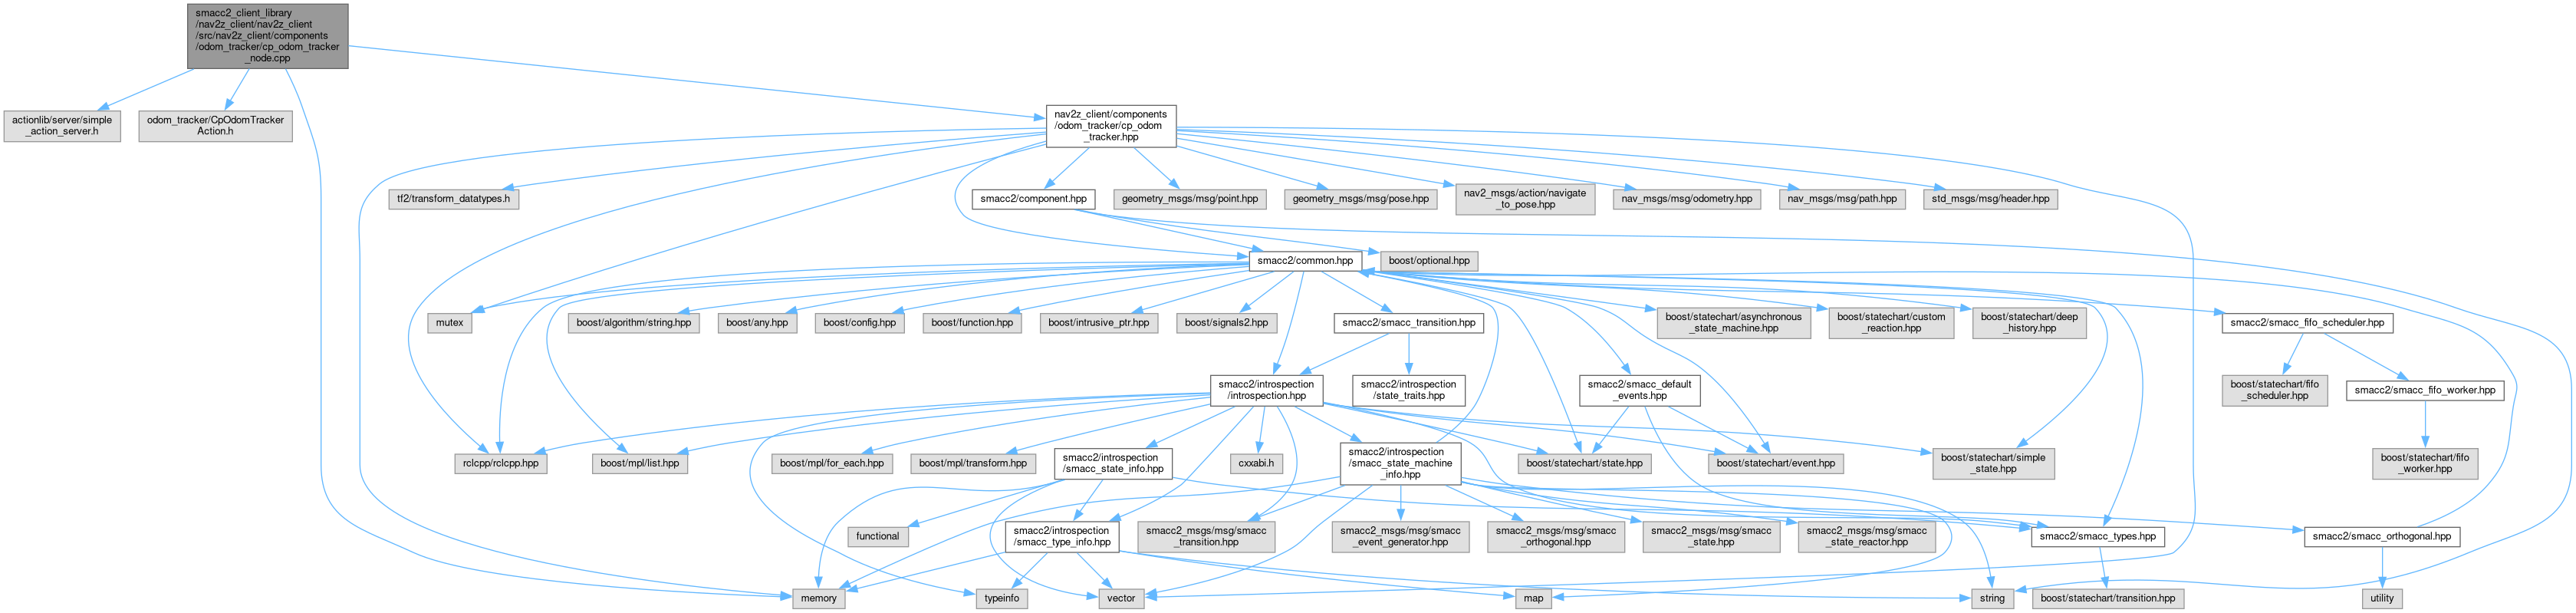 smacc2_client_library
/nav2z_client/nav2z_client
/src/nav2z_client/components
/odom_tracker/cp_odom_tracker
_node.cpp
actionlib/server/simple
_action_server.h
odom_tracker/CpOdomTracker
Action.h
nav2z_client/components
/odom_tracker/cp_odom
_tracker.hpp
tf2/transform_datatypes.h
smacc2/component.hpp
geometry_msgs/msg/point.hpp
geometry_msgs/msg/pose.hpp
nav2_msgs/action/navigate
_to_pose.hpp
nav_msgs/msg/odometry.hpp
nav_msgs/msg/path.hpp
std_msgs/msg/header.hpp
smacc2/common.hpp
boost/optional.hpp
mutex
boost/algorithm/string.hpp
boost/any.hpp
boost/config.hpp
boost/function.hpp
boost/intrusive_ptr.hpp
boost/signals2.hpp
smacc2/smacc_transition.hpp
boost/statechart/asynchronous
_state_machine.hpp
boost/statechart/custom
_reaction.hpp
boost/statechart/deep
_history.hpp
smacc2/smacc_fifo_scheduler.hpp
smacc2/introspection
/introspection.hpp
smacc2/introspection
/state_traits.hpp
smacc2/smacc_default
_events.hpp
boost/statechart/fifo
_scheduler.hpp
smacc2/smacc_fifo_worker.hpp
rclcpp/rclcpp.hpp
boost/mpl/list.hpp
boost/mpl/for_each.hpp
boost/mpl/transform.hpp
smacc2/introspection
/smacc_state_info.hpp
cxxabi.h
smacc2/introspection
/smacc_state_machine
_info.hpp
boost/statechart/state.hpp
boost/statechart/event.hpp
boost/statechart/simple
_state.hpp
boost/statechart/fifo
_worker.hpp
functional
smacc2/introspection
/smacc_type_info.hpp
smacc2_msgs/msg/smacc
_transition.hpp
smacc2_msgs/msg/smacc
_event_generator.hpp
smacc2_msgs/msg/smacc
_orthogonal.hpp
smacc2_msgs/msg/smacc
_state.hpp
smacc2_msgs/msg/smacc
_state_reactor.hpp
smacc2/smacc_types.hpp
smacc2/smacc_orthogonal.hpp
memory
typeinfo
vector
map
string
boost/statechart/transition.hpp
utility